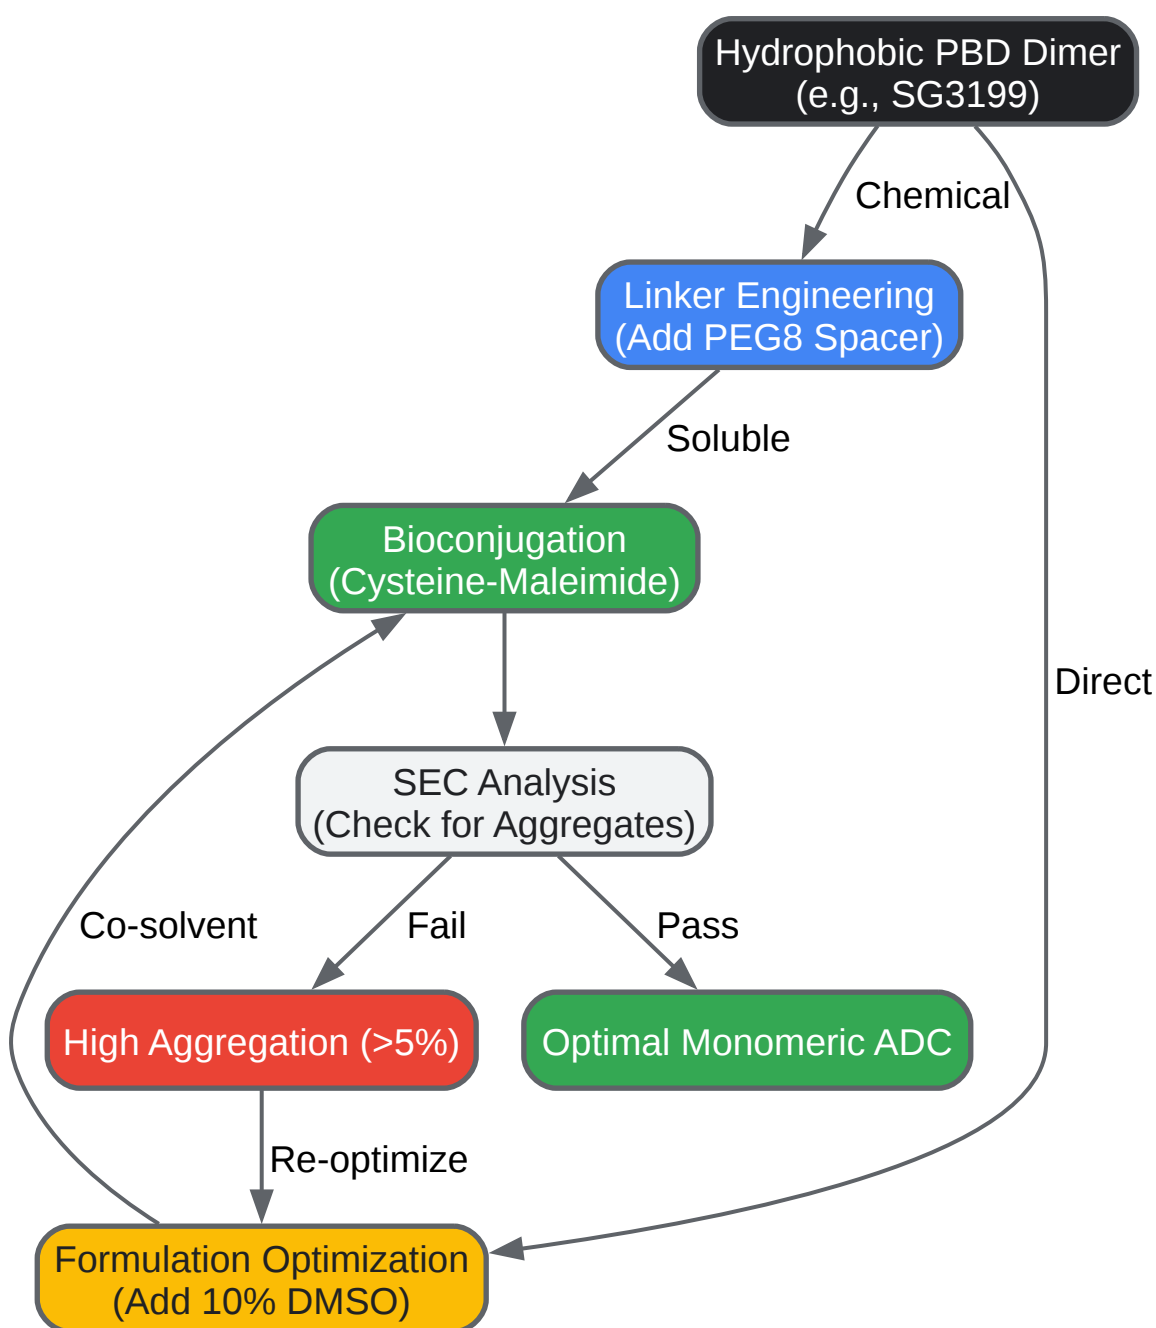 Hydrophobic PBD Dimer
(e.g., SG3199)
Chemical
Linker Engineering
(Add PEG8 Spacer)
Soluble
Bioconjugation
(Cysteine-Maleimide)
Direct
SEC Analysis
(Check for Aggregates)
Co-solvent
Fail
Pass
High Aggregation (>5%)
Optimal Monomeric ADC
Re-optimize
Formulation Optimization
(Add 10% DMSO)